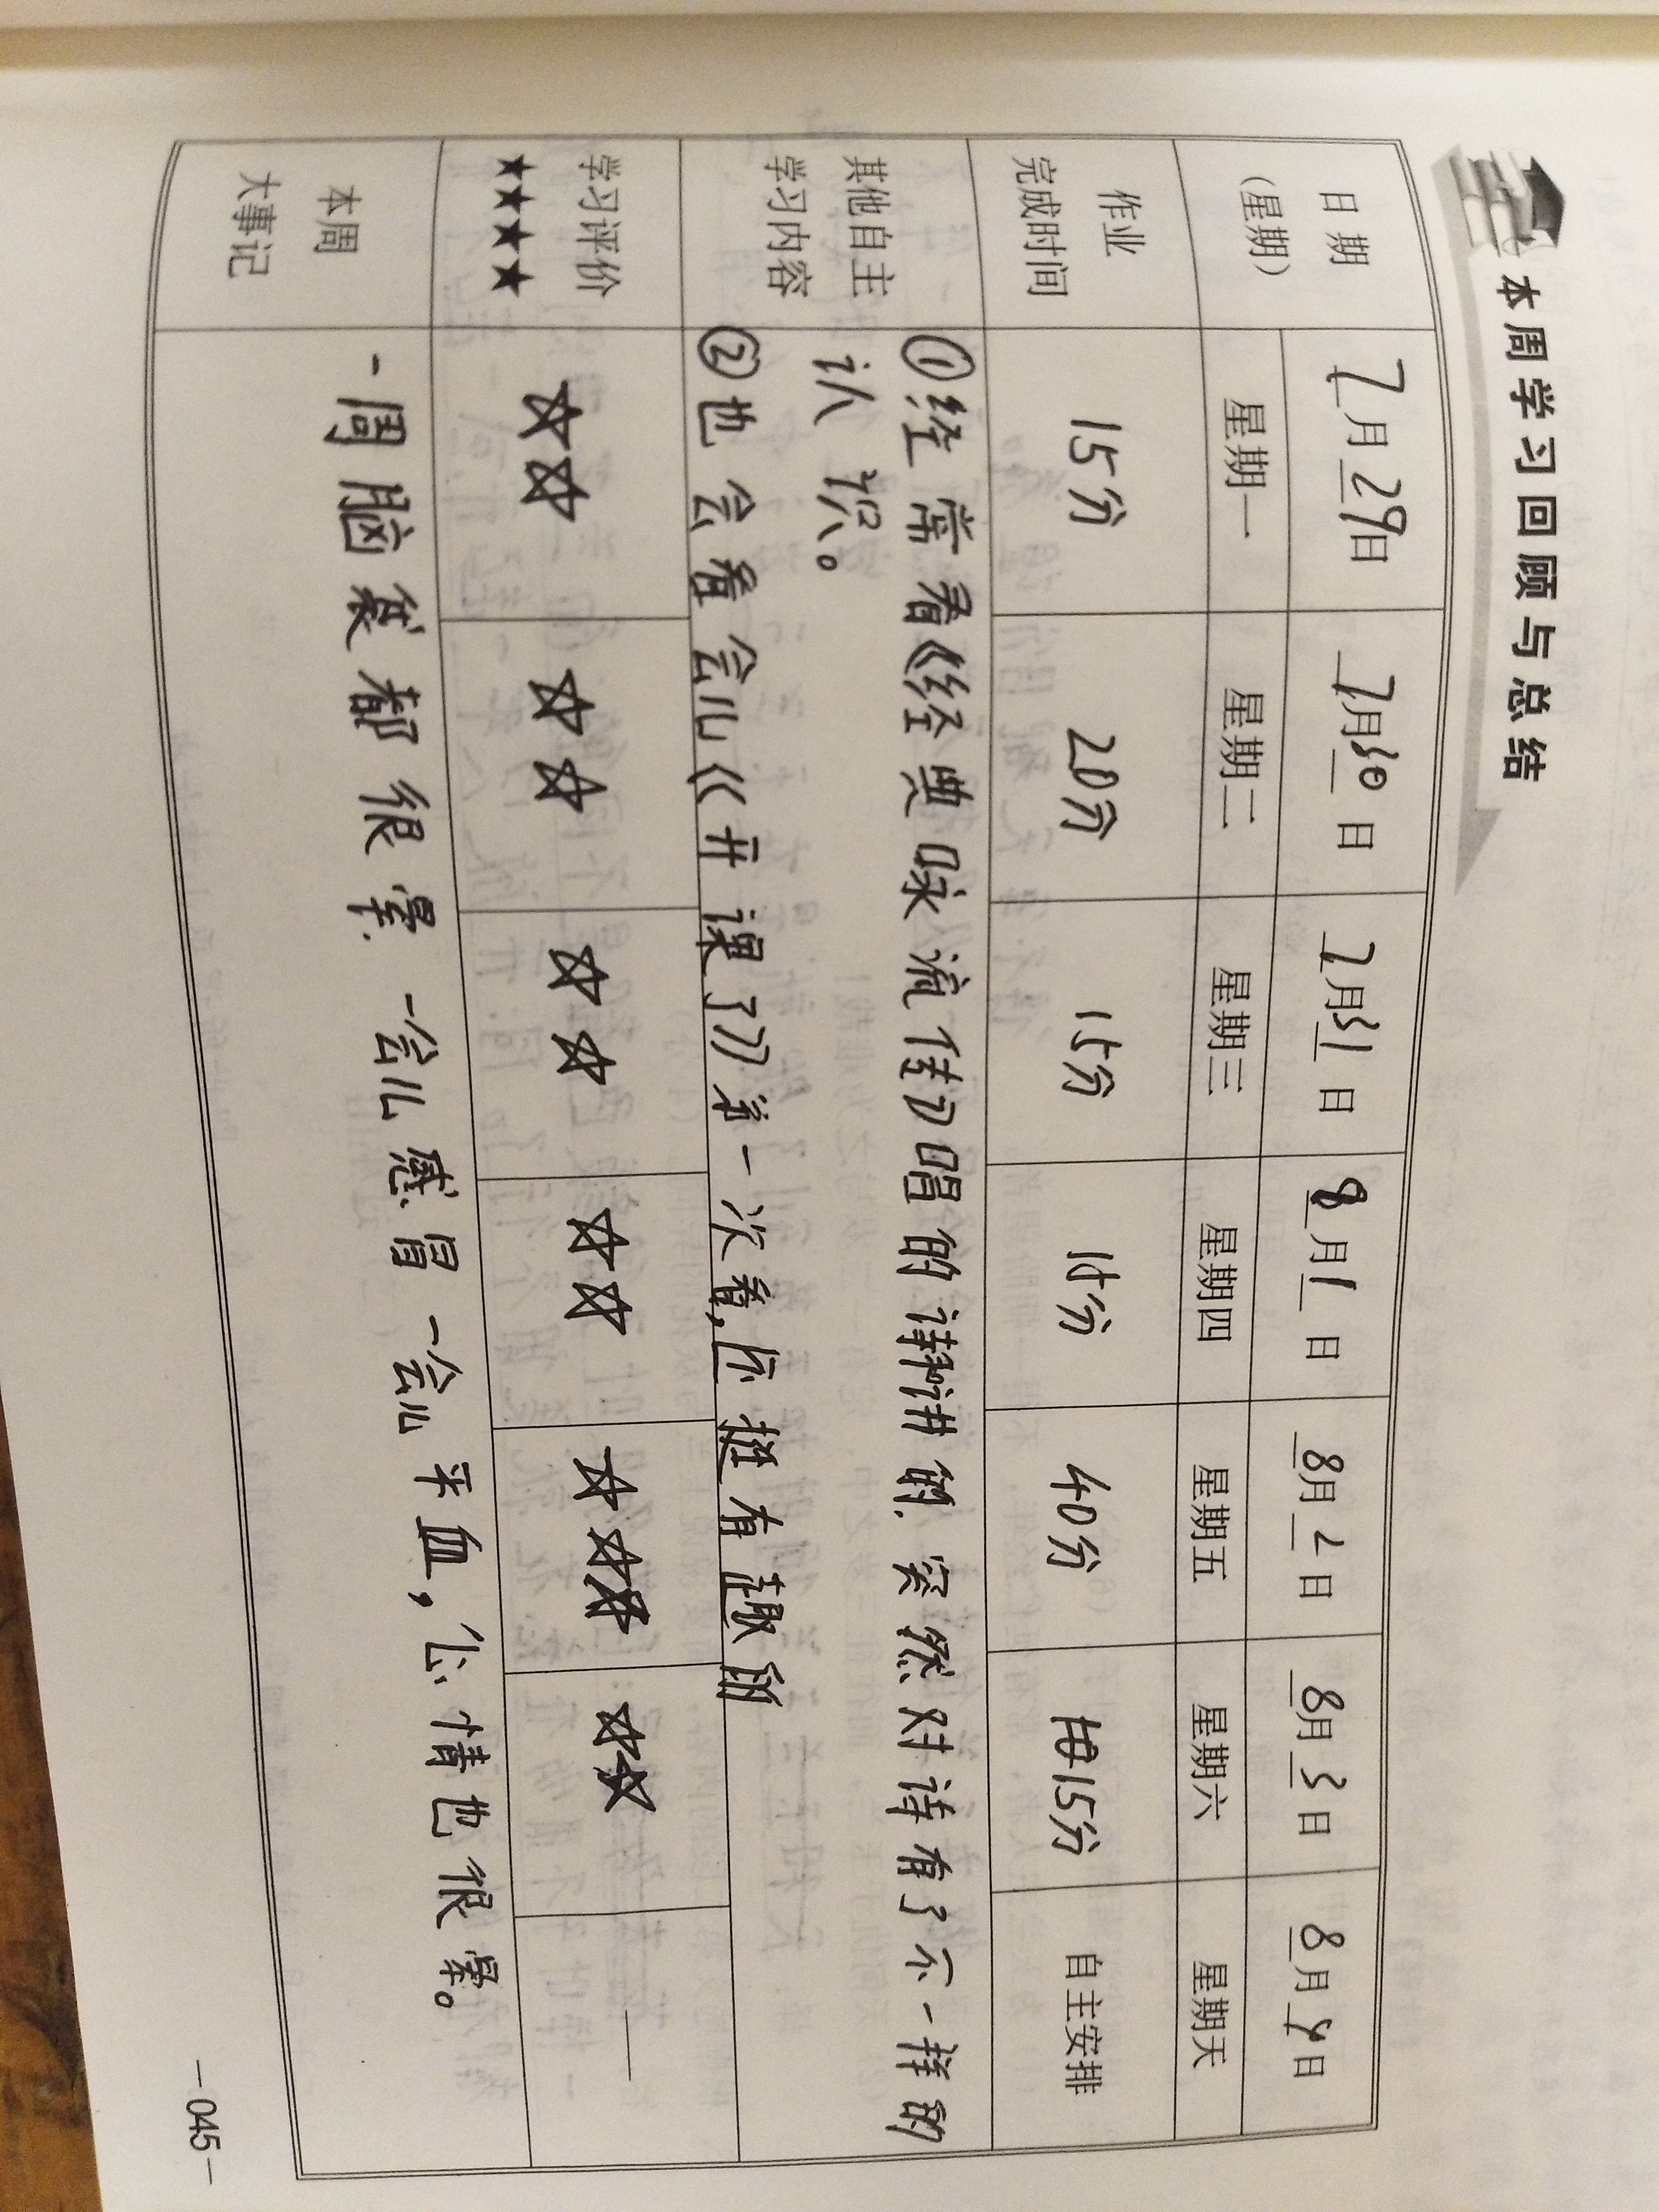 本周学习回顾与总结
日期 7月29日 7月30日 7月31日 8月1日 8月2日 8月3日 8月4日
(星期) 星期一 星期二 星期三 星期四 星期五 星期六 星期天
作业 完成时间 15分 20分 15分 15分 40分 15分 自主安排
其他自主 学习内容
①经常看《经典咏流传》唱的诗讲的,突然对诗有了不一样的
认识。
②也会看会儿《开课了》第一次看,还挺有趣的
学习评价
★★★★ ☆☆ ☆☆ ☆☆ ☆☆ ☆☆ ☆☆ —
本周
大事记
一周脑袋都很晕,一会儿感冒一会儿平血,心情也很累。
—045—